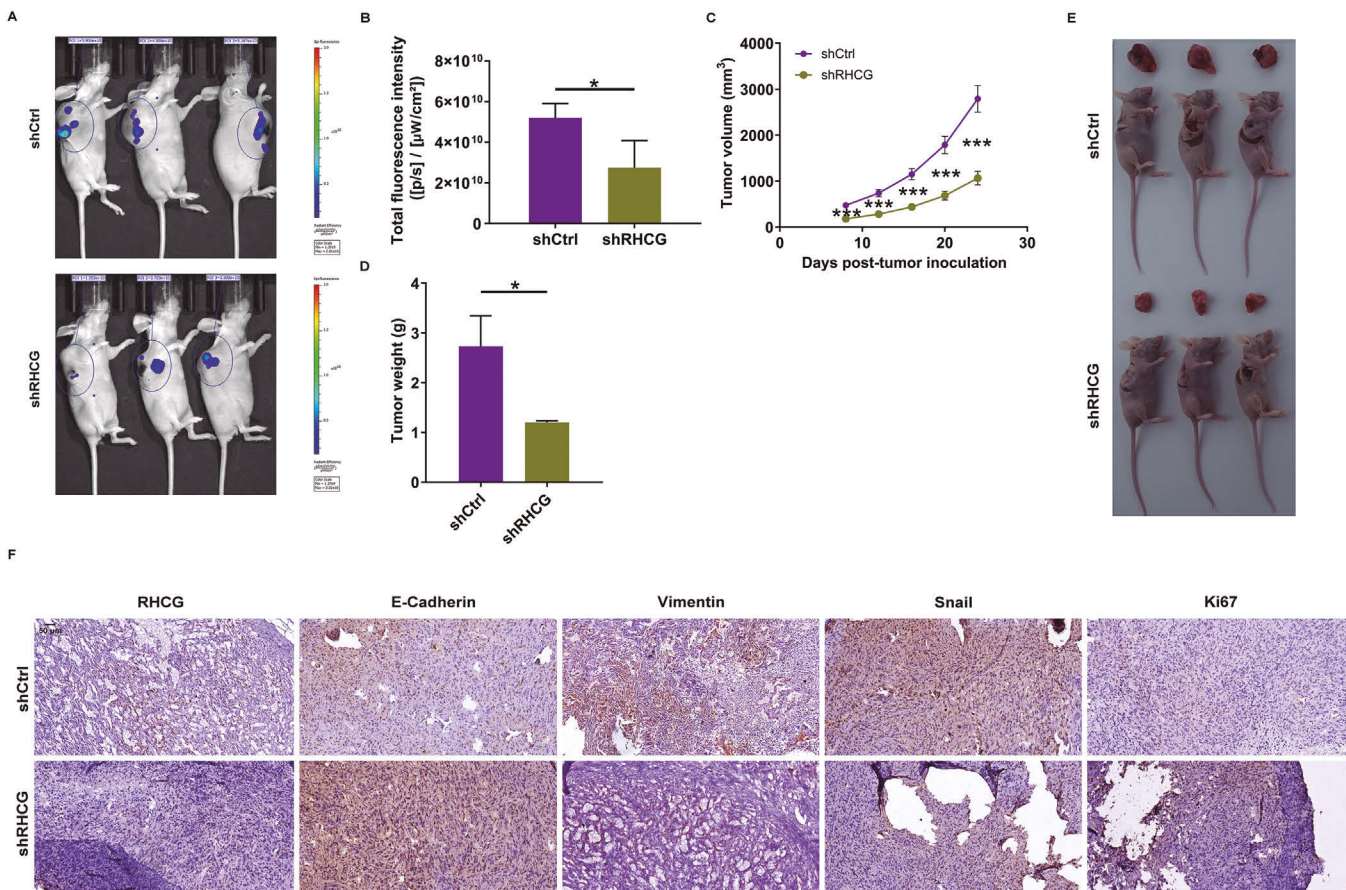 A
shCtrl
shRHCG
B
Total fluorescence intensity
([p/s] / [µW/cm²])
8×10¹⁰
6×10¹⁰
4×10¹⁰
2×10¹⁰
0
*
shCtrl
shRHCG
C
Tumor volume (mm³)
4000
3000
2000
1000
0
shCtrl
shRHCG
***
***
***
***
***
0
10
20
30
Days post-tumor inoculation
D
Tumor weight (g)
4
3
2
1
0
*
shCtrl
shRHCG
E
shCtrl
shRHCG
F
RHCG
E-Cadherin
Vimentin
Snail
Ki67
shCtrl
50 µm
shRHCG